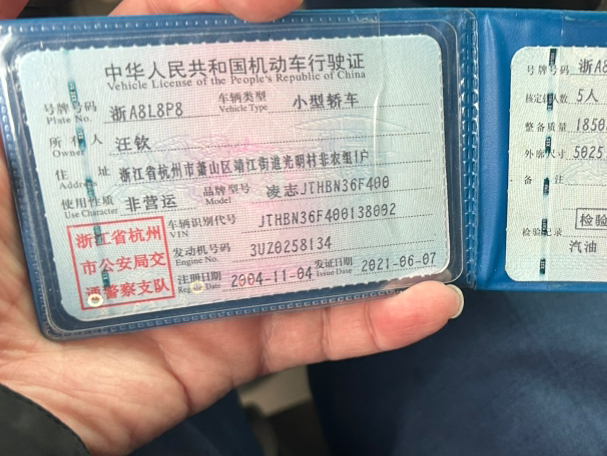 中华人民共和国机动车行驶证
Vehicle License of the People's Republic of China
号牌号码 浙A8L8P8 车辆类型 小型轿车
Plate No. Vehicle Type
所有人 汪钦
Owner
住址 浙江省杭州市萧山区靖江街道光明村非农组1户
Address
使用性质 非营运 品牌型号 凌志JTHBN36F400
Use Character Model
浙江省杭州
市公安局交
通警察支队
车辆识别代号 JTHBN36F400138092
VIN
发动机号码 3UZ0258134
Engine No.
注册日期 2004-11-04 发证日期 2021-06-07
Register Date Issue Date
号牌号码 浙A8
核定载人数 5人
整备质量 1850
外廓尺寸 5025
备注
检验
检验记录
汽油